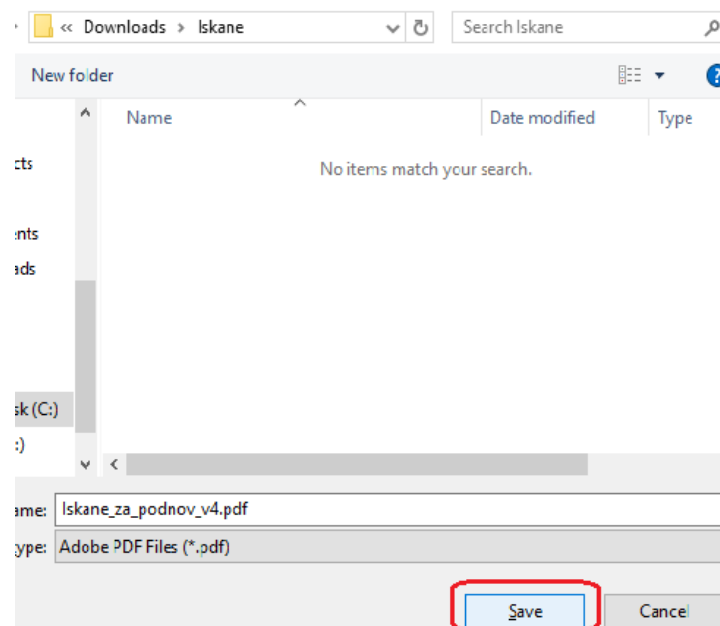 « Downloads > Iskane
Search Iskane
New folder
?
Name
Date modified
Type
No items match your search.
cts
ents
ads
sk (C:)
:)
ame: Iskane_za_podnov_v4.pdf
ype: Adobe PDF Files (*.pdf)
Save
Cancel